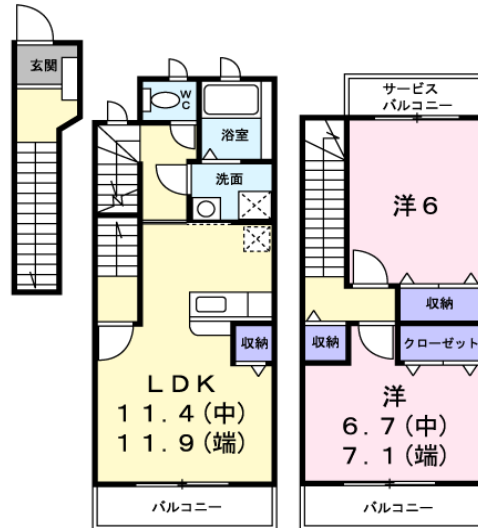 玄関
WC
浴室
洗面
収納
LDK
11.4(中)
11.9(端)
バルコニー
サービス
バルコニー
洋6
収納
収納
クローゼット
洋
6.7(中)
7.1(端)
バルコニー